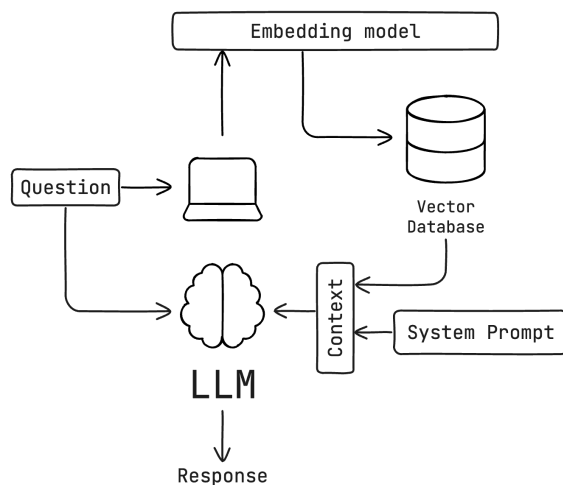 Embedding model
Question
Vector
Database
Context
System Prompt
LLM
Response